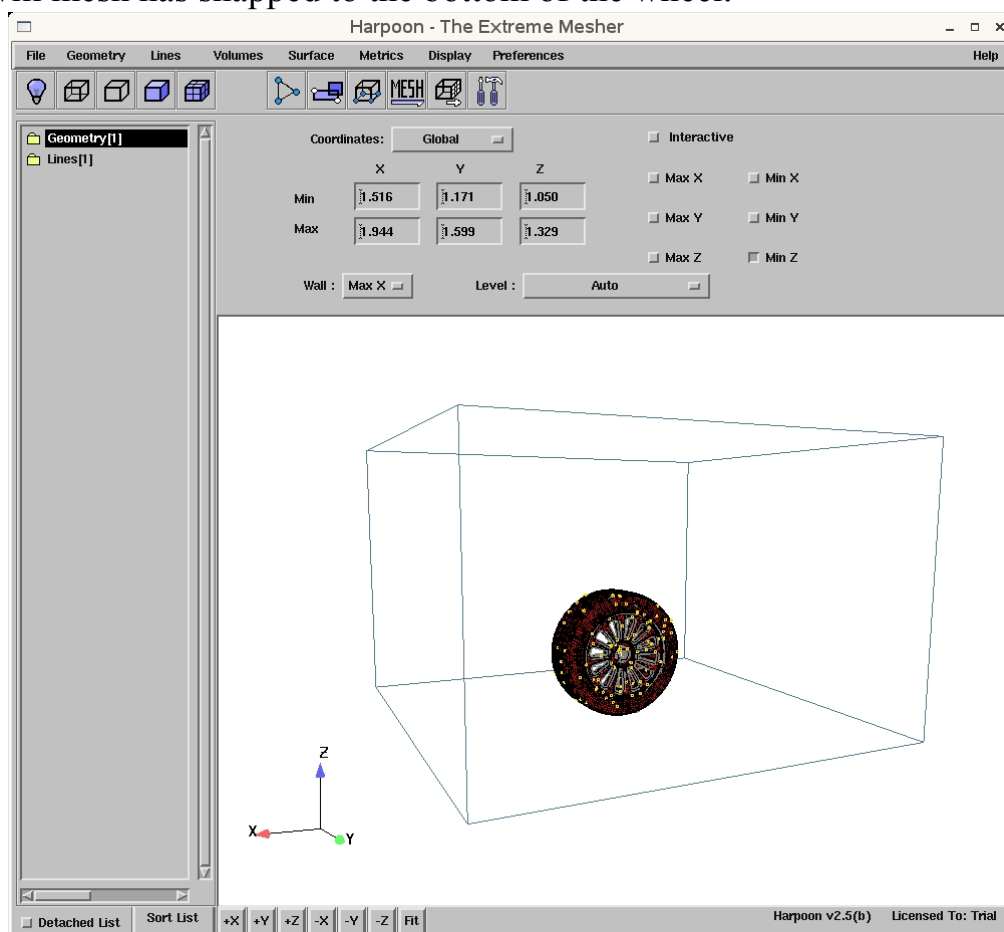 mesh has snapped to the bottom of the wheel.
Harpoon - The Extreme Mesher
File Geometry Lines Volumes Surface Metrics Display Preferences Help
MESH
Geometry[1]
Lines[1]
Coordinates: Global
Interactive
X Y Z
Min 1.516 1.171 1.050
Max X Min X
Max 1.944 1.599 1.329
Max Y Min Y
Max Z Min Z
Wall : Max X Level : Auto
Z
X
Y
Detached List Sort List +X +Y +Z -X -Y -Z Fit Harpoon v2.5(b) Licensed To: Trial